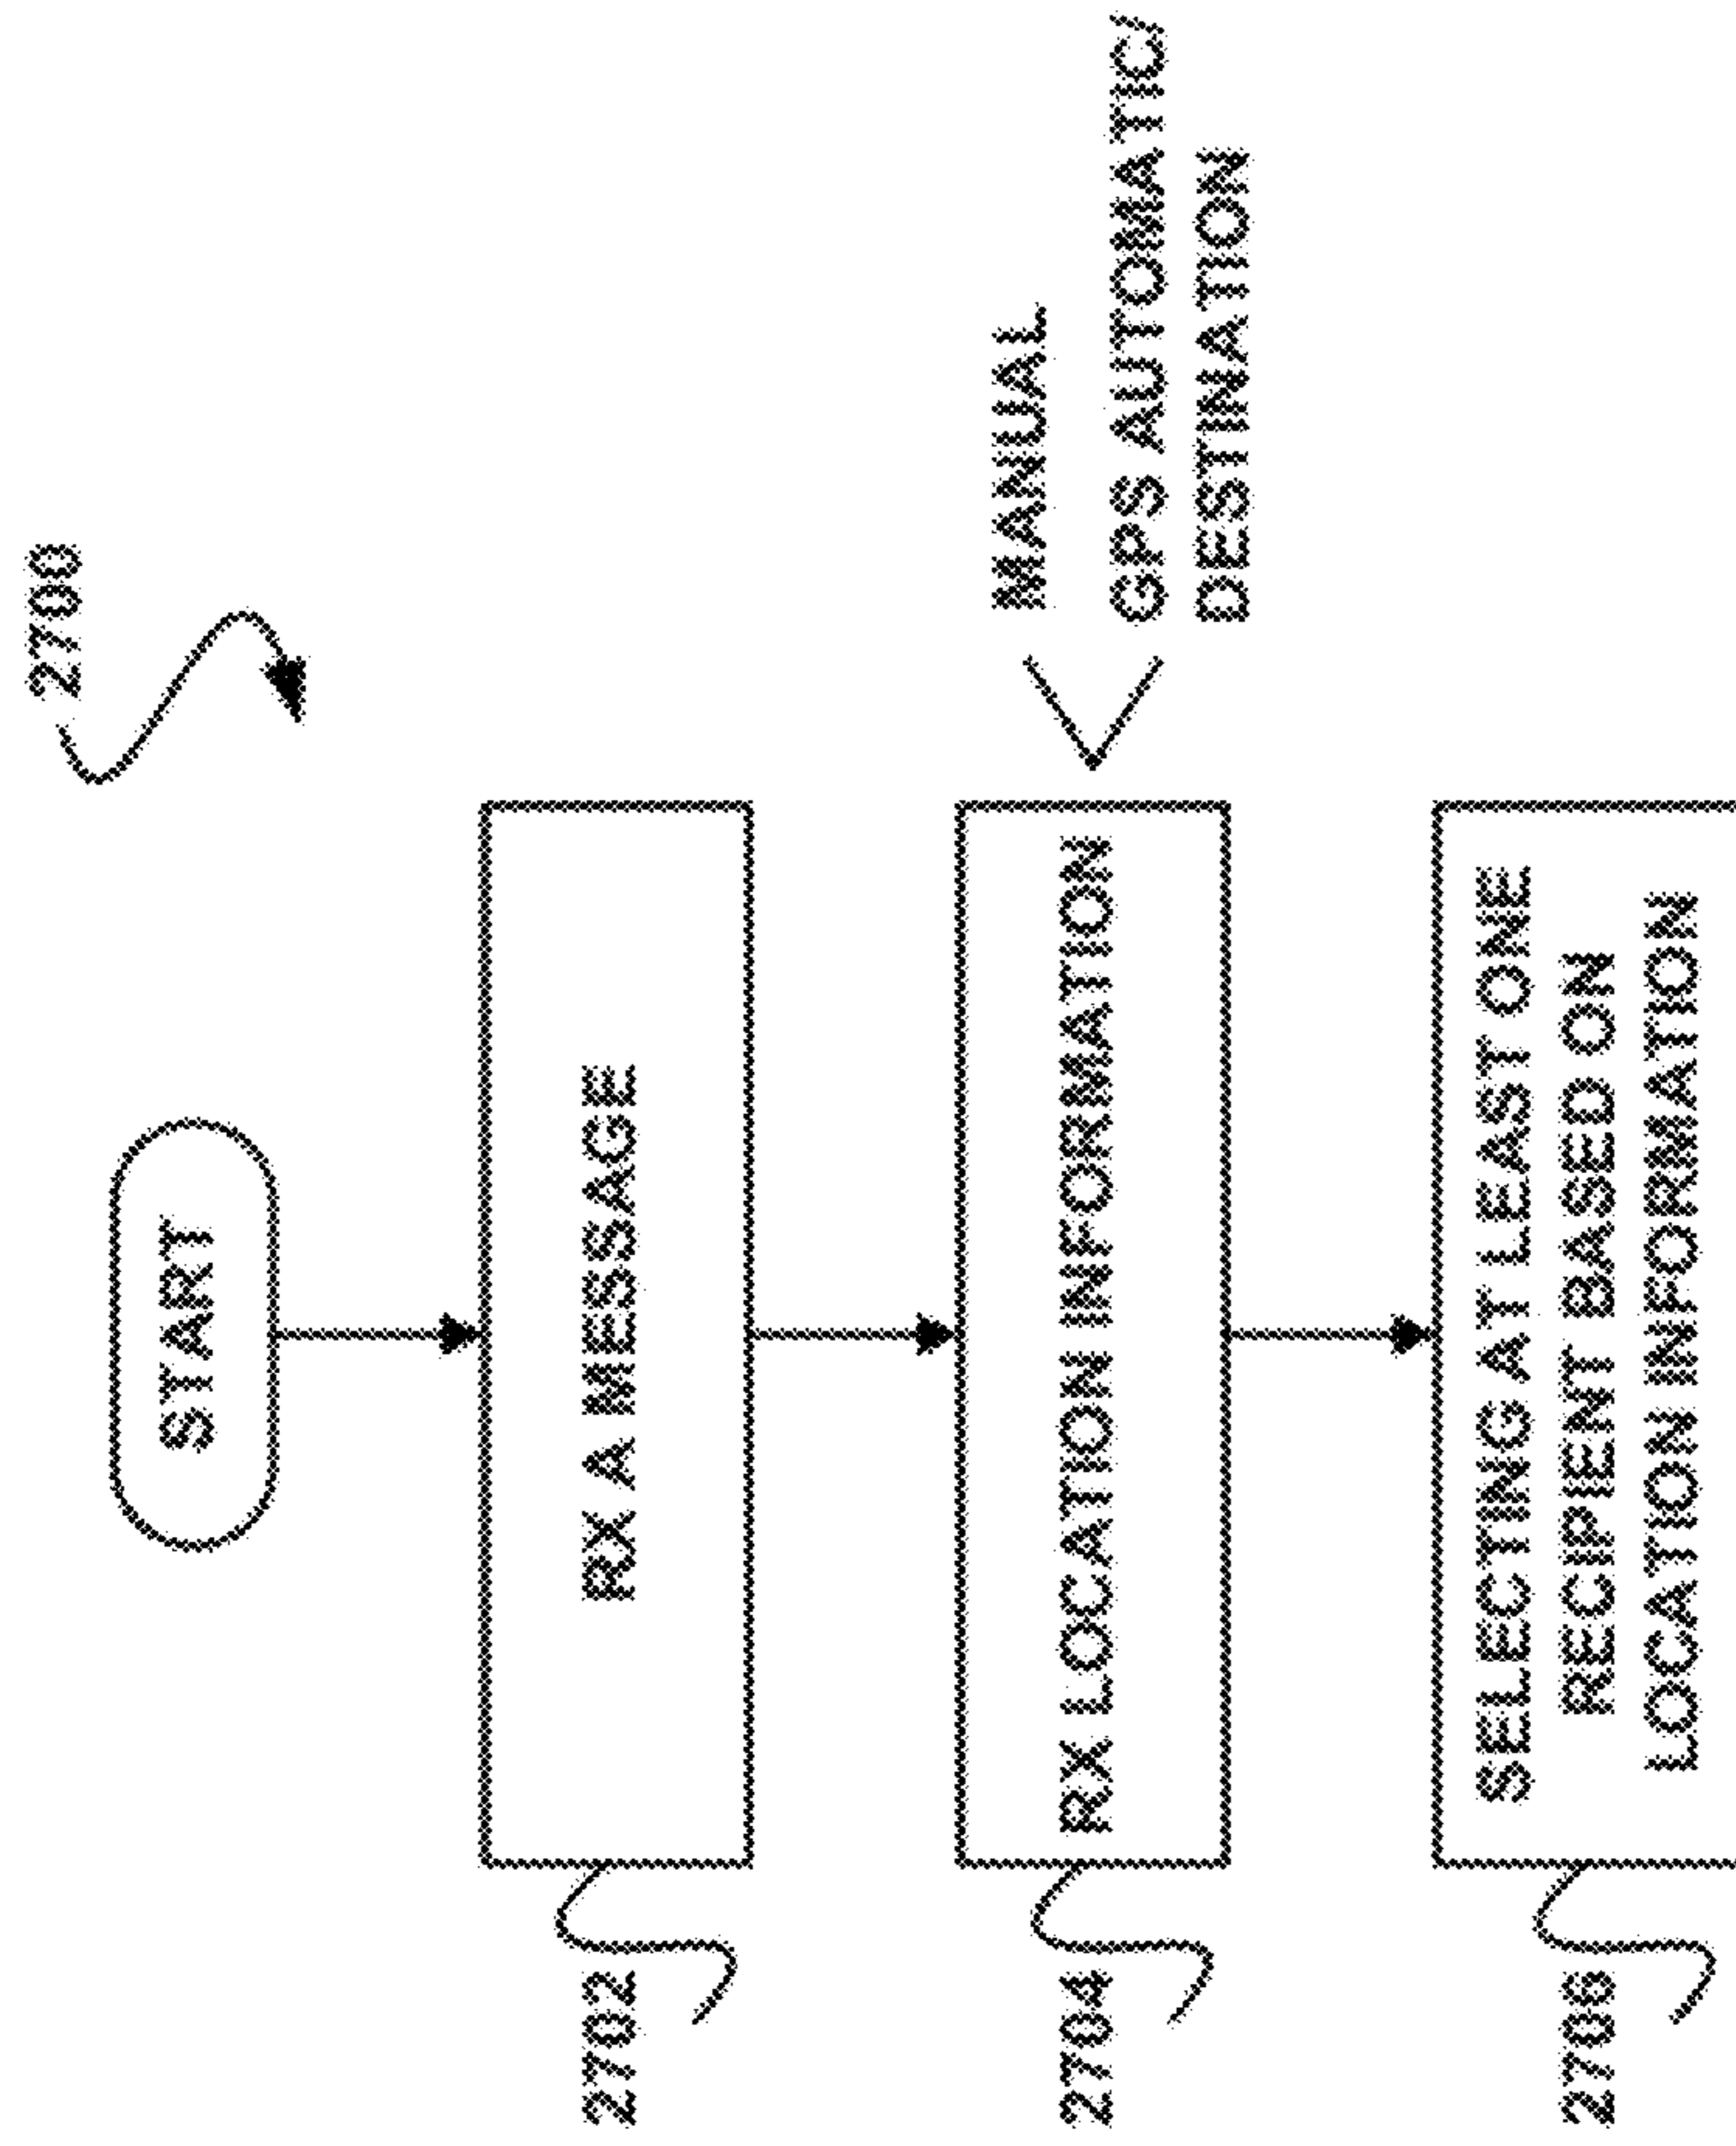 2700
START
2702
RX A MESSAGE
2704
RX LOCATION INFORMATION
MANUAL
GPS AUTOMATIC/
DESTINATION
2706
SELECTING AT LEAST ONE
RECIPIENT BASED ON
LOCATION INFORMATION